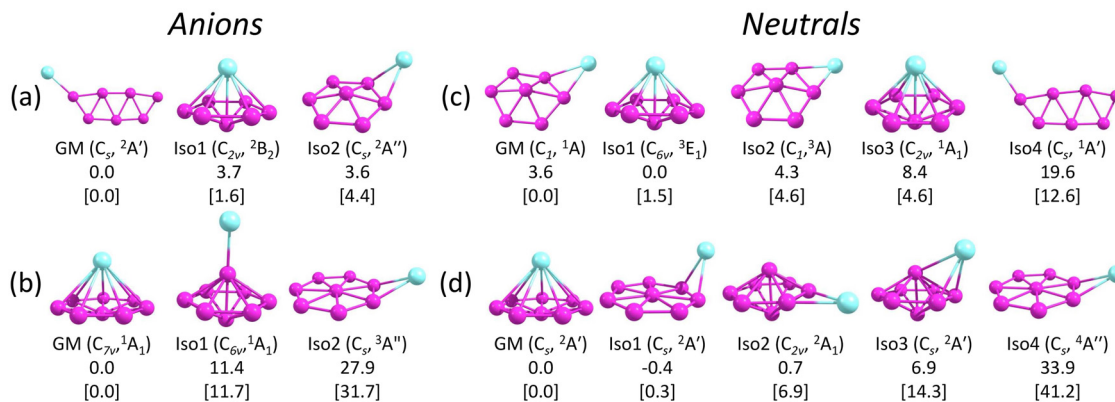 Anions Neutrals
(a) (c)
GM (Cs, ²A′) Iso1 (C2v, ²B2) Iso2 (Cs, ²A″) GM (C1, ¹A) Iso1 (C6v, ³E1) Iso2 (C1,³A) Iso3 (C2v, ¹A1) Iso4 (Cs, ¹A′)
0.0 3.7 3.6 3.6 0.0 4.3 8.4 19.6
[0.0] [1.6] [4.4] [0.0] [1.5] [4.6] [4.6] [12.6]
(b) (d)
GM (C7v,¹A1) Iso1 (C6v,¹A1) Iso2 (Cs, ³A") GM (Cs, ²A′) Iso1 (Cs, ²A′) Iso2 (C2v, ²A1) Iso3 (Cs, ²A′) Iso4 (Cs, ⁴A″)
0.0 11.4 27.9 0.0 -0.4 0.7 6.9 33.9
[0.0] [11.7] [31.7] [0.0] [0.3] [6.9] [14.3] [41.2]